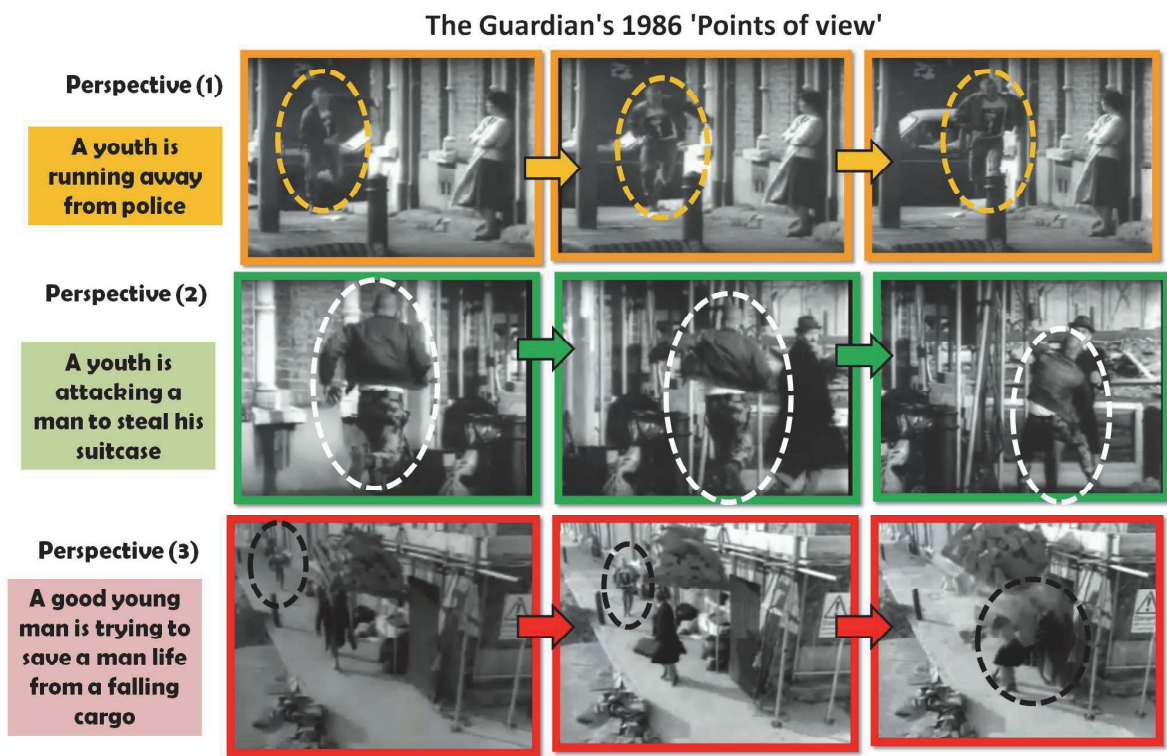 The Guardian's 1986 'Points of view'
Perspective (1)
A youth is
running away
from police
Perspective (2)
A youth is
attacking a
man to steal his
suitcase
Perspective (3)
A good young
man is trying to
save a man life
from a falling
cargo